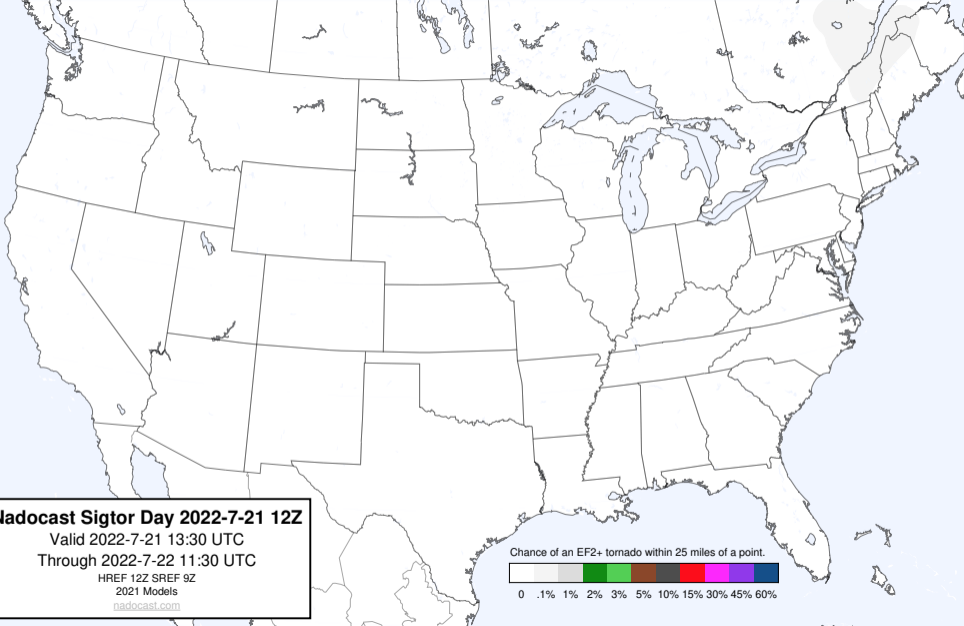 Nadocast Sigtor Day 2022-7-21 12Z
Valid 2022-7-21 13:30 UTC
Through 2022-7-22 11:30 UTC
HREF 12Z SREF 9Z
2021 Models
nadocast.com
Chance of an EF2+ tornado within 25 miles of a point.
0 .1% 1% 2% 3% 5% 10% 15% 30% 45% 60%